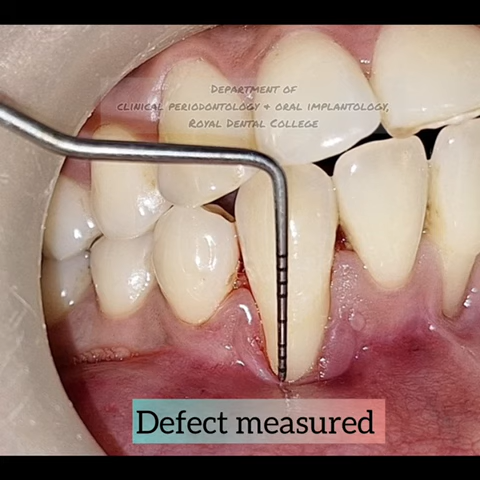 Department of
clinical periodontology & oral implantology,
Royal Dental College
Defect measured